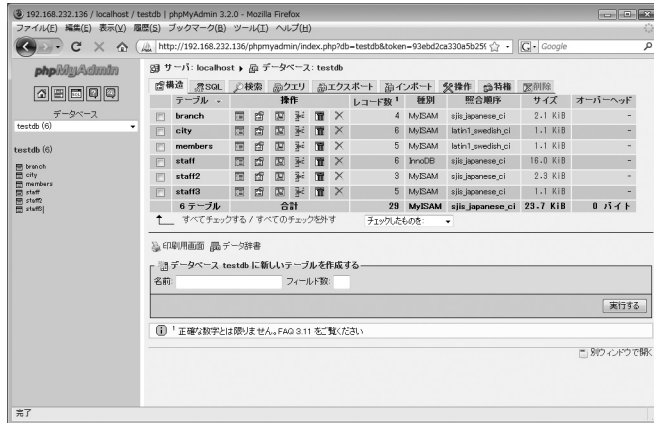 192.168.232.136 / localhost / testdb | phpMyAdmin 3.2.0 - Mozilla Firefox
ファイル(F) 編集(E) 表示(V) 履歴(S) ブックマーク(B) ツール(T) ヘルプ(H)
http://192.168.232.136/phpmyadmin/index.php?db=testdb&token=93ebd2ca330a5b25
Google
phpMyAdmin
データベース
testdb (6)
testdb (6)
branch
city
members
staff
staff2
staff3
サーバ: localhost ▶ データベース: testdb
構造 SQL 検索 クエリ エクスポート インポート 操作 特権 削除
テーブル 操作 レコード数 1 種別 照合順序 サイズ オーバーヘッド
branch 4 MyISAM sjis_japanese_ci 2.1 KiB -
city 6 MyISAM latin1_swedish_ci 1.1 KiB -
members 5 MyISAM latin1_swedish_ci 1.1 KiB -
staff 6 InnoDB sjis_japanese_ci 16.0 KiB -
staff2 3 MyISAM sjis_japanese_ci 2.3 KiB -
staff3 5 MyISAM sjis_japanese_ci 1.1 KiB -
6 テーブル 合計 29 MyISAM sjis_japanese_ci 23.7 KiB 0 バイト
すべてチェックする / すべてのチェックを外す チェックしたものを:
印刷用画面 データ辞書
データベース testdb に新しいテーブルを作成する
名前: フィールド数:
実行する
1 正確な数字とは限りません。FAQ 3.11 をご覧ください
別ウィンドウで開く
完了